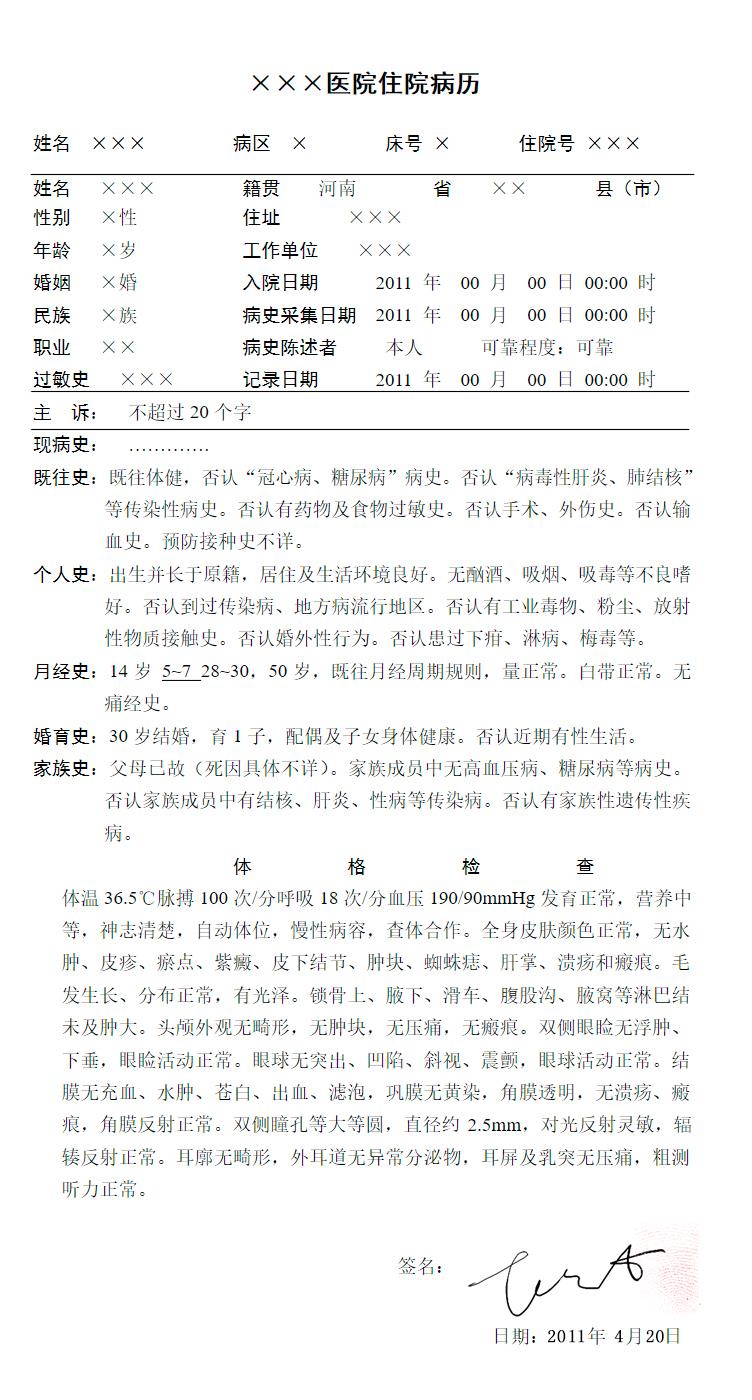 ×××医院住院病历
姓名 ××× 病区 × 床号 × 住院号 ×××
姓名 ××× 籍贯 河南 省 ×× 县（市）
性别 ×性 住址 ×××
年龄 ×岁 工作单位 ×××
婚姻 ×婚 入院日期 2011 年 00 月 00 日 00:00 时
民族 ×族 病史采集日期 2011 年 00 月 00 日 00:00 时
职业 ×× 病史陈述者 本人 可靠程度：可靠
过敏史 ××× 记录日期 2011 年 00 月 00 日 00:00 时
主 诉： 不超过 20 个字
现病史： ………….
既往史：既往体健，否认“冠心病、糖尿病”病史。否认“病毒性肝炎、肺结核”
等传染性病史。否认有药物及食物过敏史。否认手术、外伤史。否认输
血史。预防接种史不详。
个人史：出生并长于原籍，居住及生活环境良好。无酗酒、吸烟、吸毒等不良嗜
好。否认到过传染病、地方病流行地区。否认有工业毒物、粉尘、放射
性物质接触史。否认婚外性行为。否认患过下疳、淋病、梅毒等。
月经史：14 岁 5~7 28~30，50 岁，既往月经周期规则，量正常。白带正常。无
痛经史。
婚育史：30 岁结婚，育 1 子，配偶及子女身体健康。否认近期有性生活。
家族史：父母已故（死因具体不详）。家族成员中无高血压病、糖尿病等病史。
否认家族成员中有结核、肝炎、性病等传染病。否认有家族性遗传性疾
病。
体 格 检 查
体温 36.5℃脉搏 100 次/分呼吸 18 次/分血压 190/90mmHg 发育正常，营养中
等，神志清楚，自动体位，慢性病容，查体合作。全身皮肤颜色正常，无水
肿、皮疹、瘀点、紫癜、皮下结节、肿块、蜘蛛痣、肝掌、溃疡和瘢痕。毛
发生长、分布正常，有光泽。锁骨上、腋下、滑车、腹股沟、腋窝等淋巴结
未及肿大。头颅外观无畸形，无肿块，无压痛，无瘢痕。双侧眼睑无浮肿、
下垂，眼睑活动正常。眼球无突出、凹陷、斜视、震颤，眼球活动正常。结
膜无充血、水肿、苍白、出血、滤泡，巩膜无黄染，角膜透明，无溃疡、瘢
痕，角膜反射正常。双侧瞳孔等大等圆，直径约 2.5mm，对光反射灵敏，辐
辏反射正常。耳廓无畸形，外耳道无异常分泌物，耳屏及乳突无压痛，粗测
听力正常。
签名：
日期：2011年 4月20日